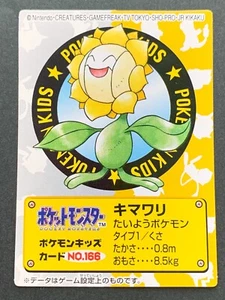 © Nintendo・CREATURES・GAMEFREAK・TV TOKYO・SHO-PRO・JR KIKAKU
POKEMON KIDS
POKEMON KIDS
ポケットモンスター
POCKET MONSTERS
TM
ポケモンキッズ
カード NO.166
キマワリ
たいようポケモン
タイプ1/くさ
たかさ・・・・0.8m
おもさ・・・・8.5kg
※データはゲーム設定上のものです。